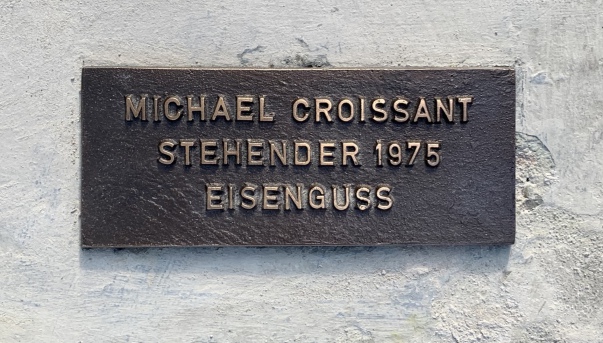 MICHAEL CROISSANT
STEHENDER 1975
EISENGUSS